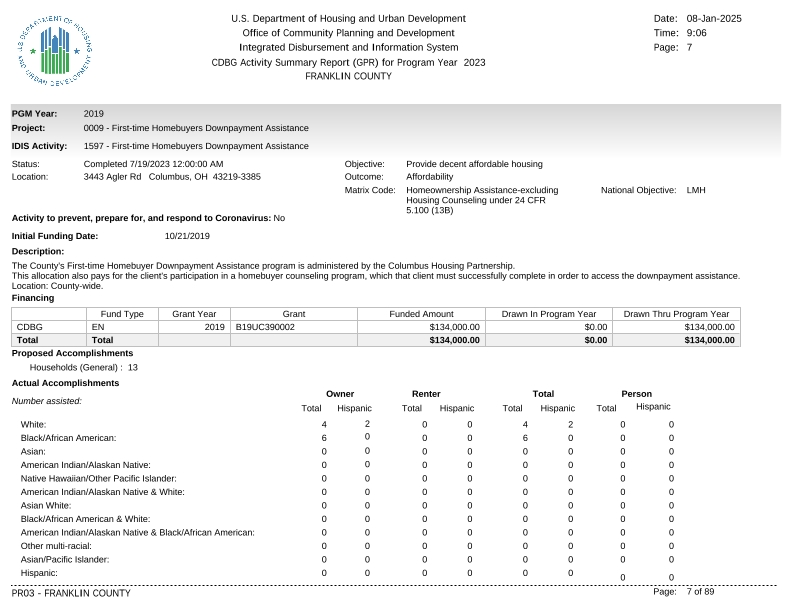 U.S. DEPARTMENT OF HOUSING AND URBAN DEVELOPMENT
U.S. Department of Housing and Urban Development
Office of Community Planning and Development
Integrated Disbursement and Information System
CDBG Activity Summary Report (GPR) for Program Year 2023
FRANKLIN COUNTY
Date: 08-Jan-2025
Time: 9:06
Page: 7
PGM Year: 2019
Project: 0009 - First-time Homebuyers Downpayment Assistance
IDIS Activity: 1597 - First-time Homebuyers Downpayment Assistance
Status: Completed 7/19/2023 12:00:00 AM Objective: Provide decent affordable housing
Location: 3443 Agler Rd Columbus, OH 43219-3385 Outcome: Affordability
Matrix Code: Homeownership Assistance-excluding National Objective: LMH
Housing Counseling under 24 CFR
5.100 (13B)
Activity to prevent, prepare for, and respond to Coronavirus: No
Initial Funding Date: 10/21/2019
Description:
The County's First-time Homebuyer Downpayment Assistance program is administered by the Columbus Housing Partnership.
This allocation also pays for the client's participation in a homebuyer counseling program, which that client must successfully complete in order to access the downpayment assistance.
Location: County-wide.
Financing
Fund Type Grant Year Grant Funded Amount Drawn In Program Year Drawn Thru Program Year
CDBG EN 2019 B19UC390002 $134,000.00 $0.00 $134,000.00
Total Total $134,000.00 $0.00 $134,000.00
Proposed Accomplishments
Households (General) : 13
Actual Accomplishments
Number assisted: Owner Renter Total Person
Total Hispanic Total Hispanic Total Hispanic Total Hispanic
White: 4 2 0 0 4 2 0 0
Black/African American: 6 0 0 0 6 0 0 0
Asian: 0 0 0 0 0 0 0 0
American Indian/Alaskan Native: 0 0 0 0 0 0 0 0
Native Hawaiian/Other Pacific Islander: 0 0 0 0 0 0 0 0
American Indian/Alaskan Native & White: 0 0 0 0 0 0 0 0
Asian White: 0 0 0 0 0 0 0 0
Black/African American & White: 0 0 0 0 0 0 0 0
American Indian/Alaskan Native & Black/African American: 0 0 0 0 0 0 0 0
Other multi-racial: 0 0 0 0 0 0 0 0
Asian/Pacific Islander: 0 0 0 0 0 0 0 0
Hispanic: 0 0 0 0 0 0 0 0
PR03 - FRANKLIN COUNTY Page: 7 of 89